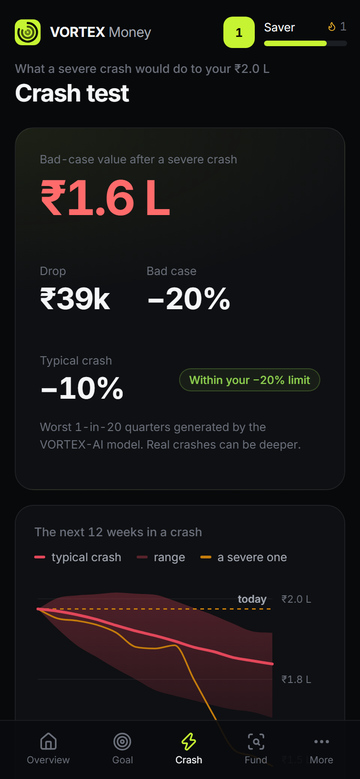 VORTEX Money
1
Saver
1
What a severe crash would do to your ₹2.0 L
Crash test
Bad-case value after a severe crash
₹1.6 L
Drop
Bad case
₹39k
−20%
Typical crash
−10%
Within your −20% limit
Worst 1-in-20 quarters generated by the
VORTEX-AI model. Real crashes can be deeper.
The next 12 weeks in a crash
typical crash
range
a severe one
today
₹2.0 L
₹1.8 L
Overview
Goal
Crash
Fund
More